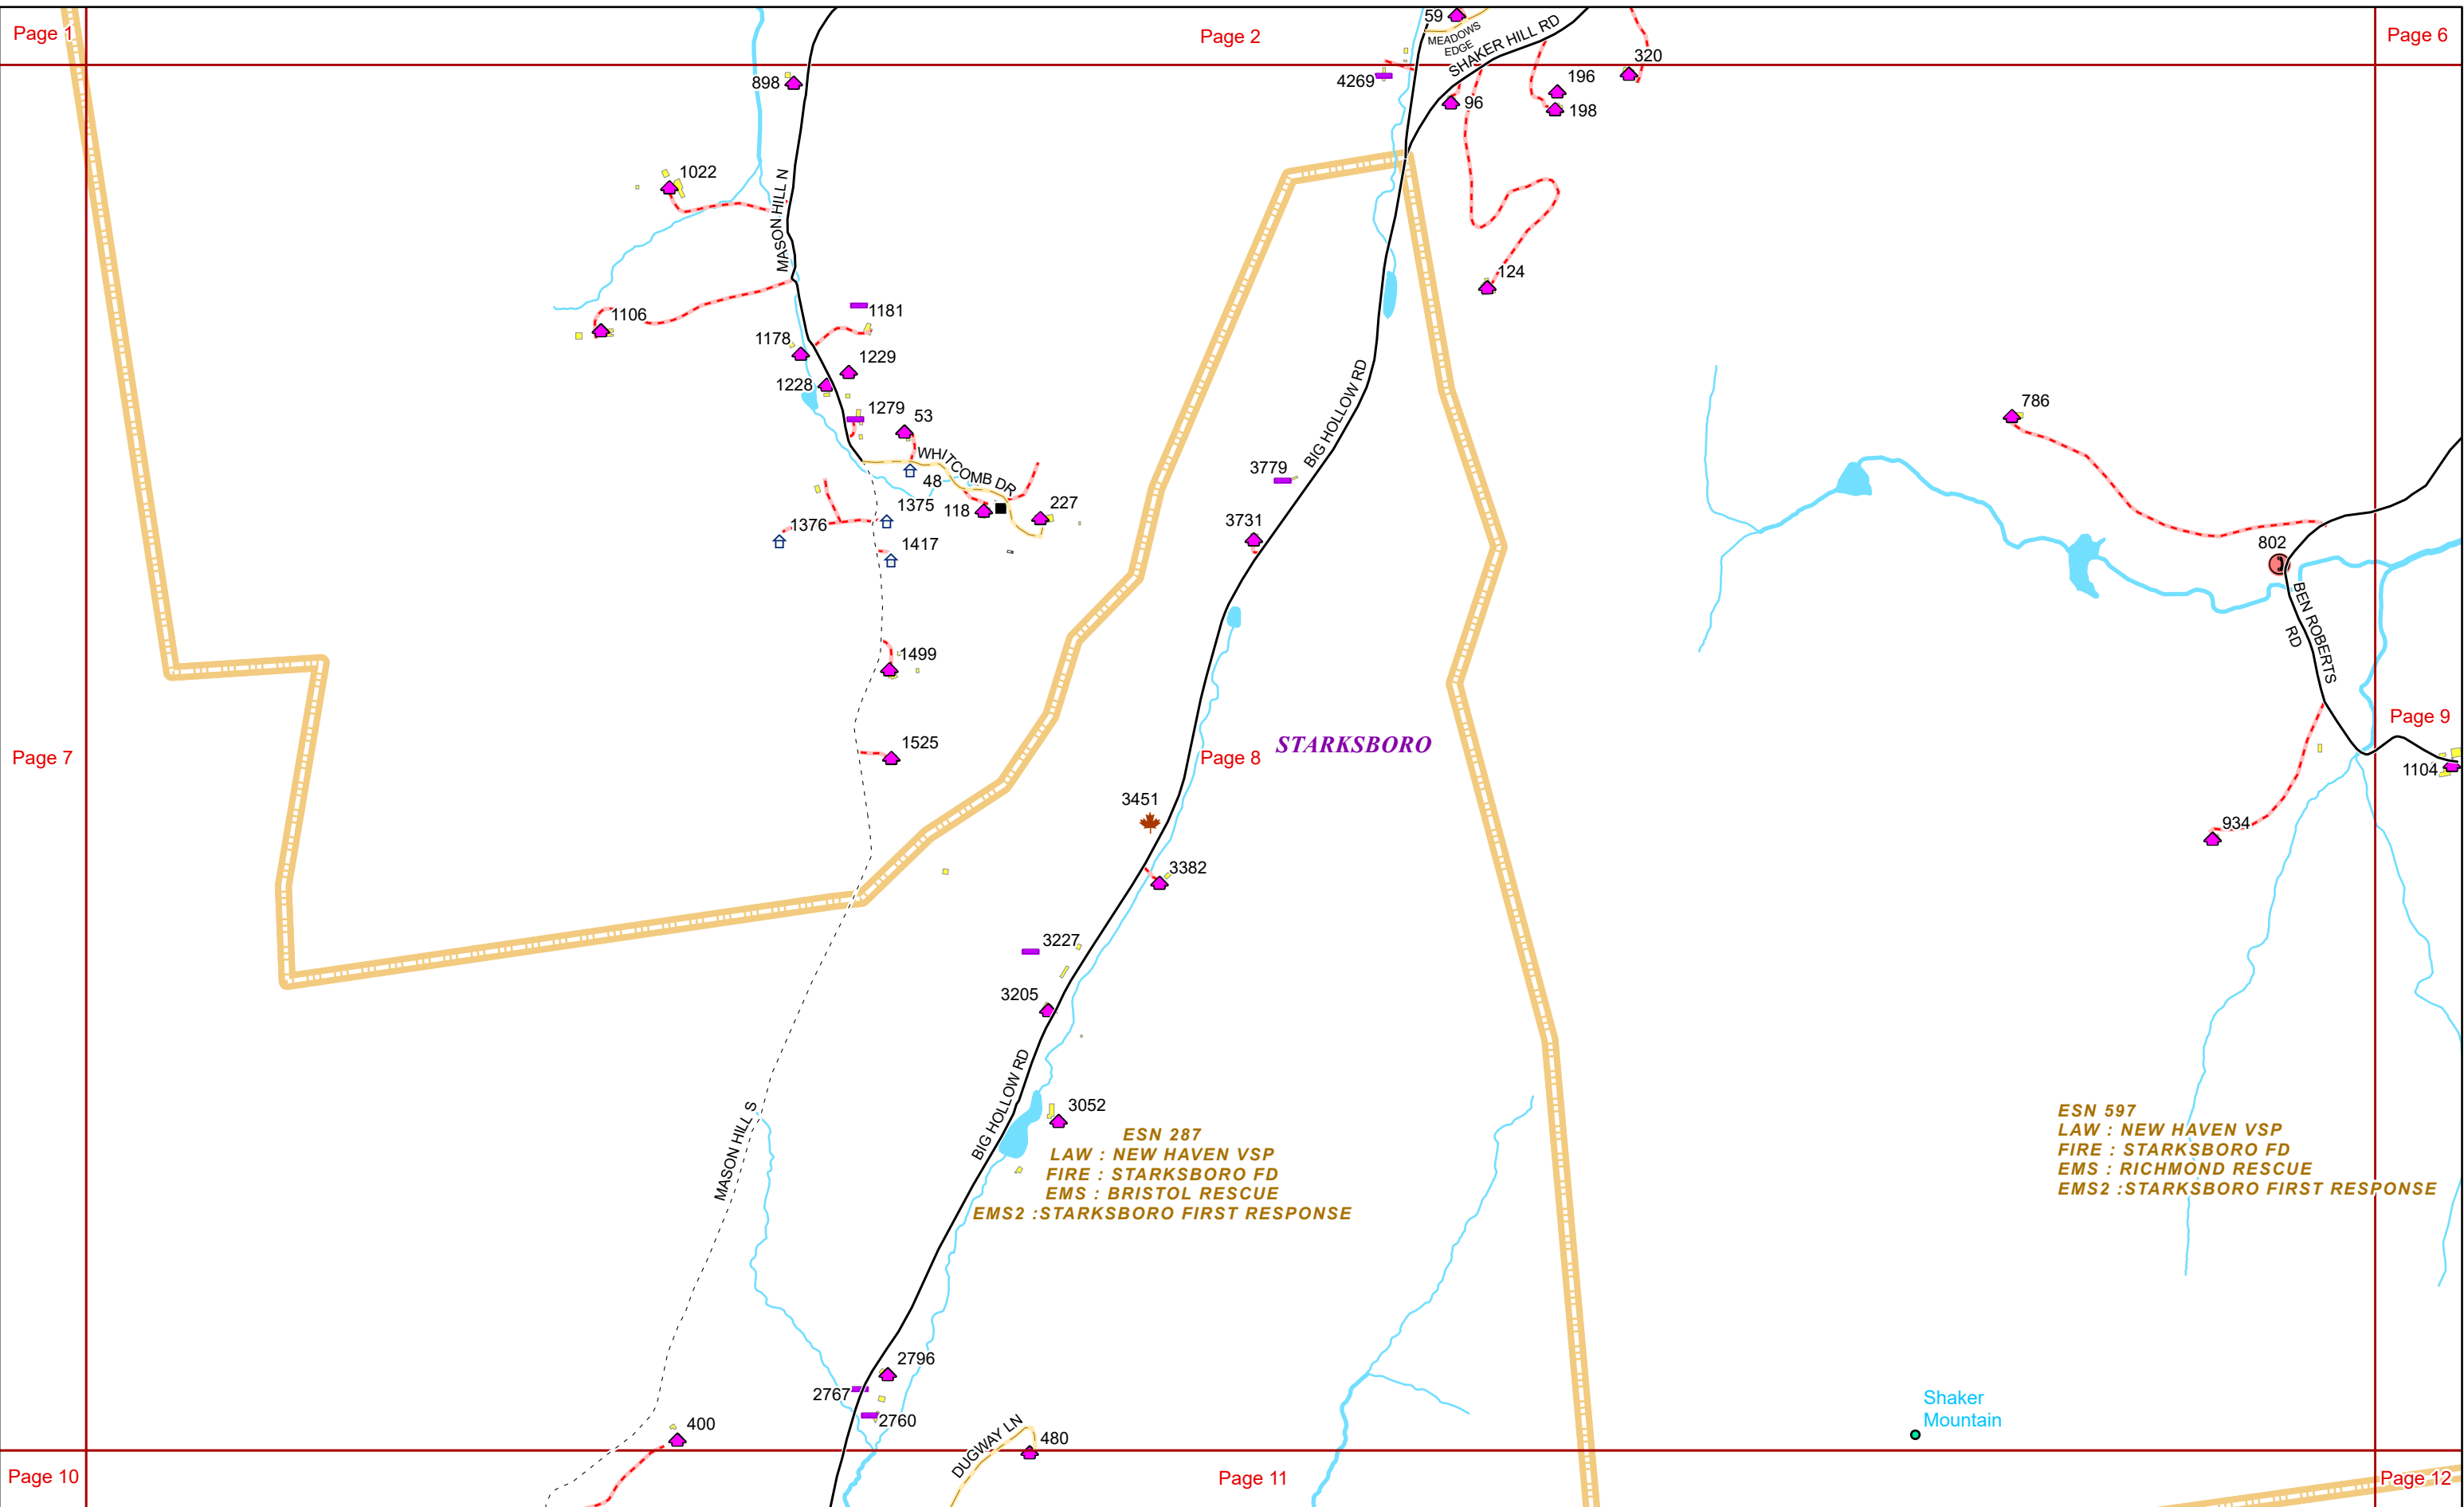 Page 1
Page 2
59
MEADOWS
EDGE
SHAKER HILL RD
320
Page 6
898
4269
96
196
198
1022
MASON HILL N
124
1106
1181
1178
1229
1228
1279
53
WHITCOMB DR
48
1375
118
227
1376
1417
BIG HOLLOW RD
3779
3731
786
802
BEN ROBERTS
RD
1499
1525
Page 7
Page 8
STARKSBORO
Page 9
1104
3451
934
3382
3227
3205
BIG HOLLOW RD
3052
MASON HILL S
ESN 287
LAW : NEW HAVEN VSP
FIRE : STARKSBORO FD
EMS : BRISTOL RESCUE
EMS2 :STARKSBORO FIRST RESPONSE
ESN 597
LAW : NEW HAVEN VSP
FIRE : STARKSBORO FD
EMS : RICHMOND RESCUE
EMS2 :STARKSBORO FIRST RESPONSE
2796
2767
2760
400
DUGWAY LN
480
Shaker
Mountain
Page 10
Page 11
Page 12